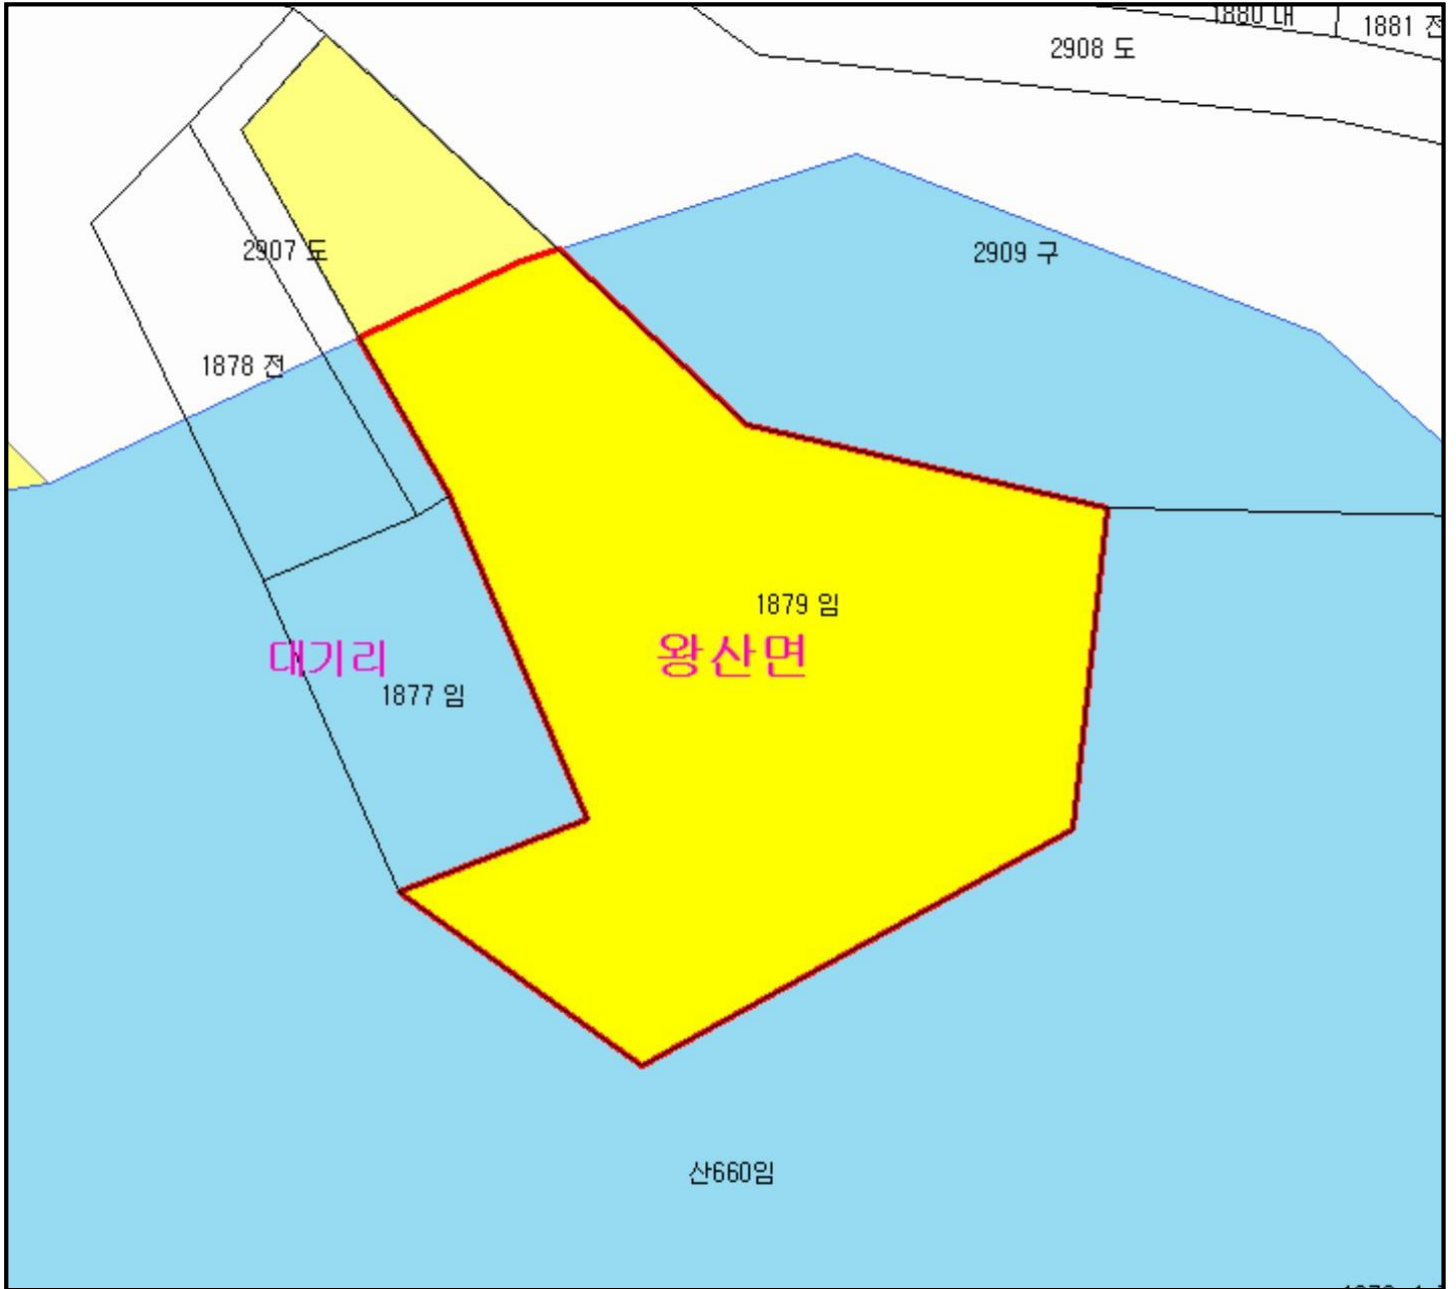 1880 대
1881 전
2908 도
2907 도
2909 구
1878 전
1879 임
대기리
왕산면
1877 임
산660임